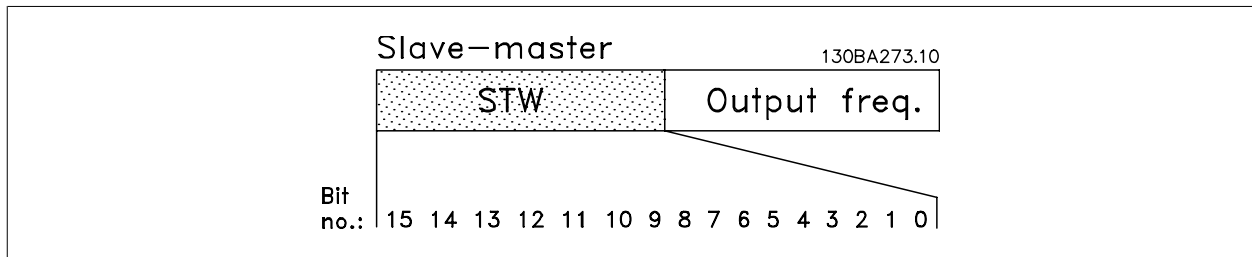 Slave-master
130BA273.10
STW
Output freq.
Bit
no.: 15 14 13 12 11 10 9 8 7 6 5 4 3 2 1 0